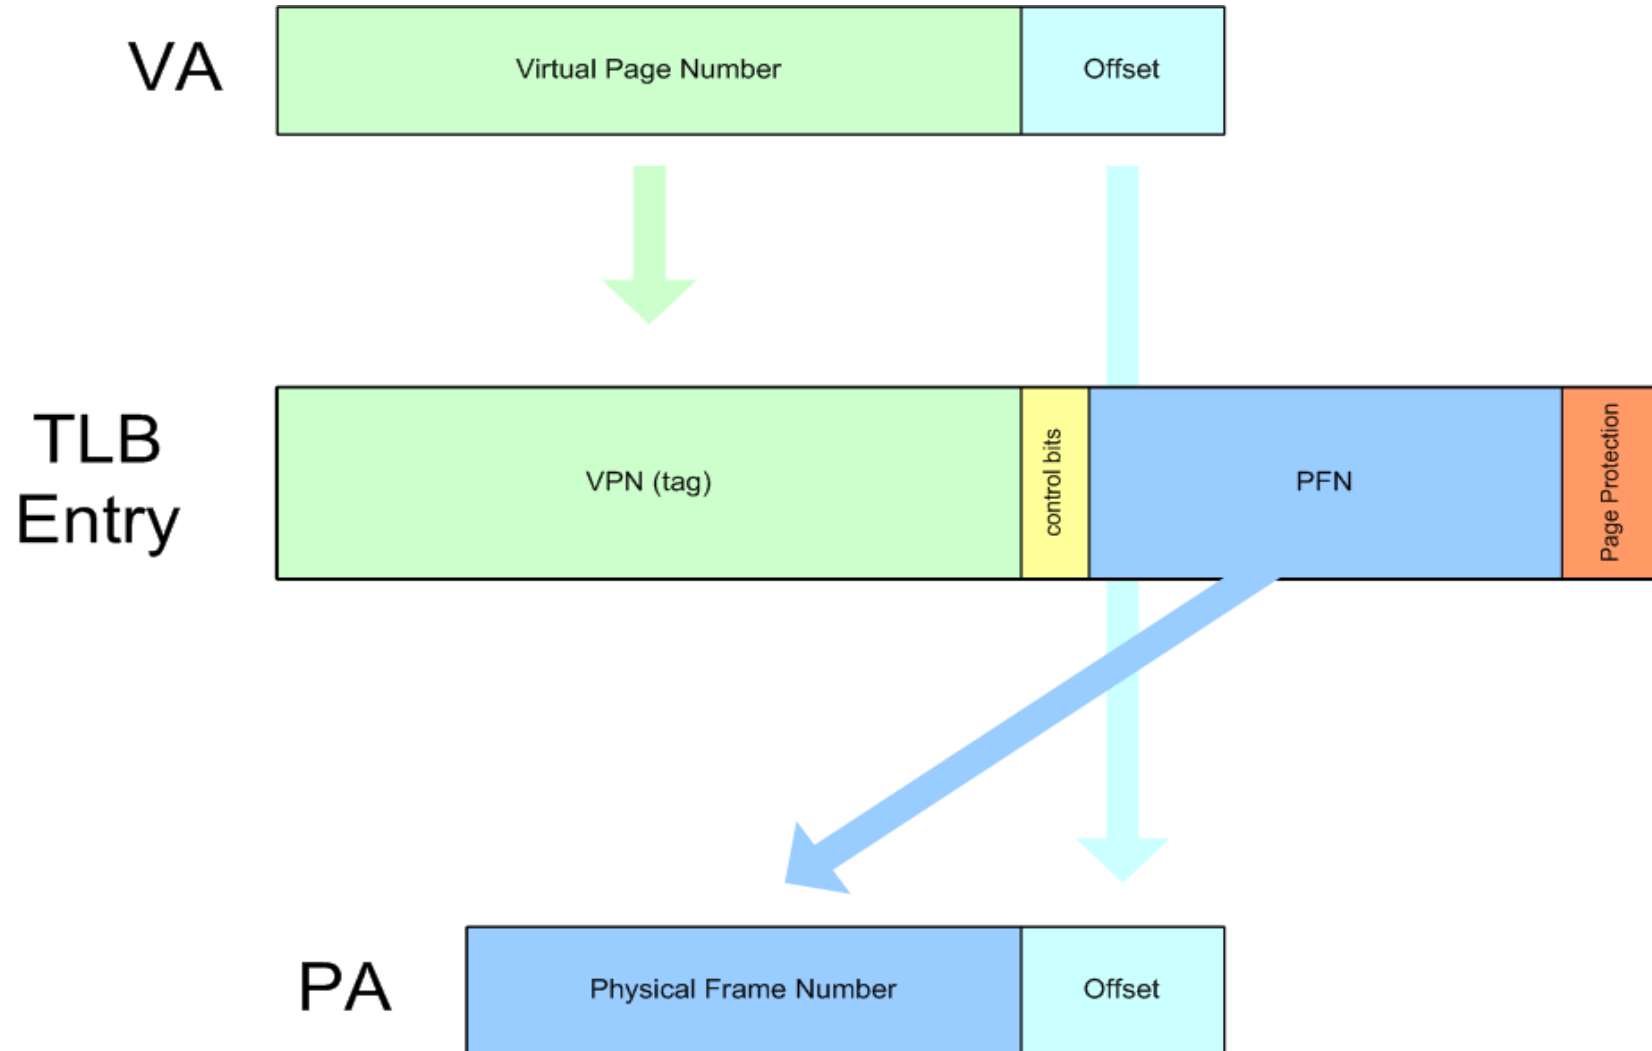 VA
Virtual Page Number
Offset
TLB
Entry
VPN (tag)
control bits
PFN
Page Protection
PA
Physical Frame Number
Offset